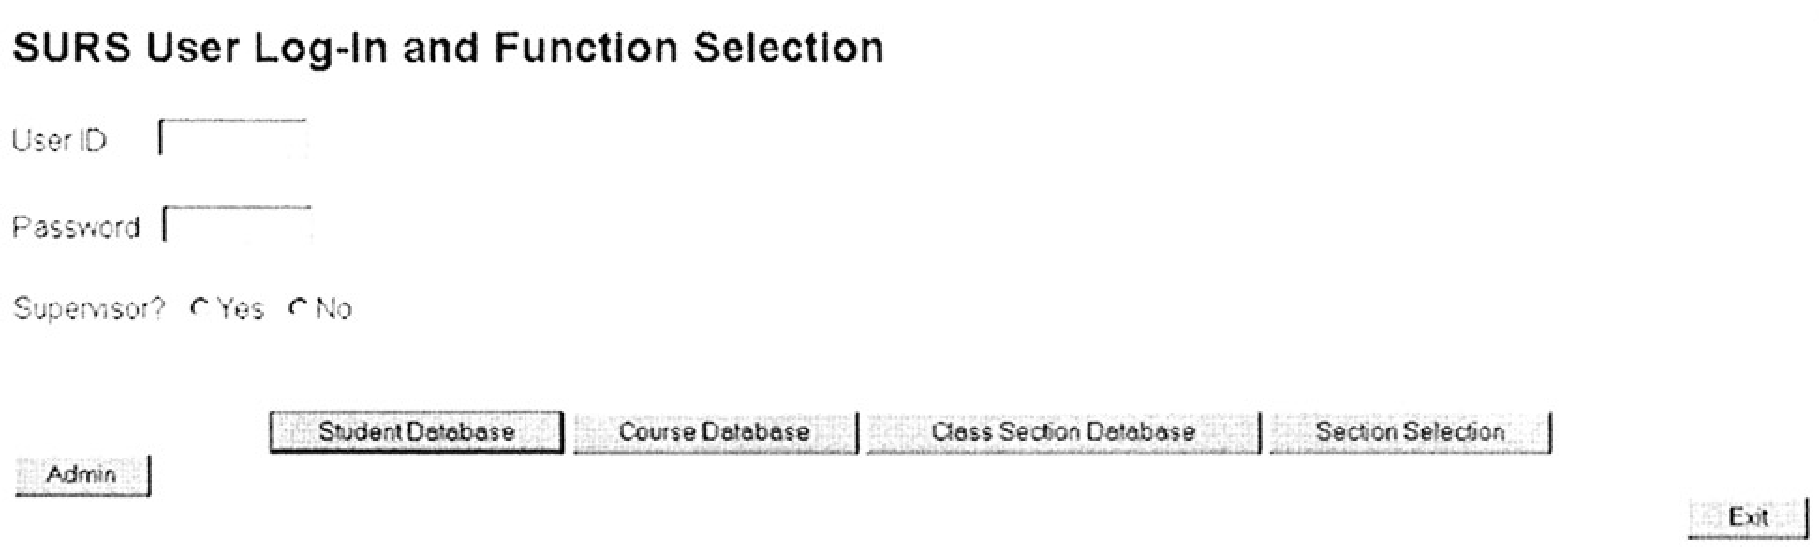 SURS User Log-In and Function Selection
User ID
Password
Supervisor? Yes No
Student Database Course Database Class Section Database Section Selection
Admin
Exit